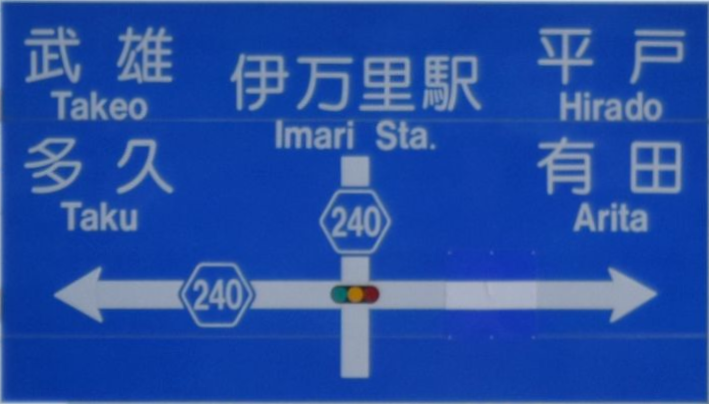 武雄
Takeo
多久
Taku
伊万里駅
Imari Sta.
平戸
Hirado
有田
Arita
240
240